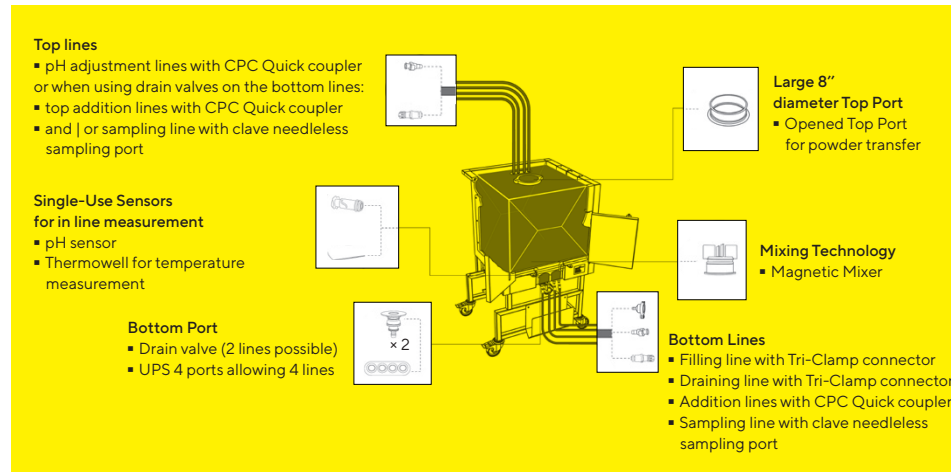 Top lines
▪ pH adjustment lines with CPC Quick coupler
or when using drain valves on the bottom lines:
▪ top addition lines with CPC Quick coupler
▪ and | or sampling line with clave needleless
sampling port
Large 8’’
diameter Top Port
▪ Opened Top Port
for powder transfer
Single-Use Sensors
for in line measurement
▪ pH sensor
▪ Thermowell for temperature
measurement
Mixing Technology
▪ Magnetic Mixer
Bottom Port
▪ Drain valve (2 lines possible)
▪ UPS 4 ports allowing 4 lines
× 2
Bottom Lines
▪ Filling line with Tri-Clamp connector
▪ Draining line with Tri-Clamp connector
▪ Addition lines with CPC Quick coupler
▪ Sampling line with clave needleless
sampling port